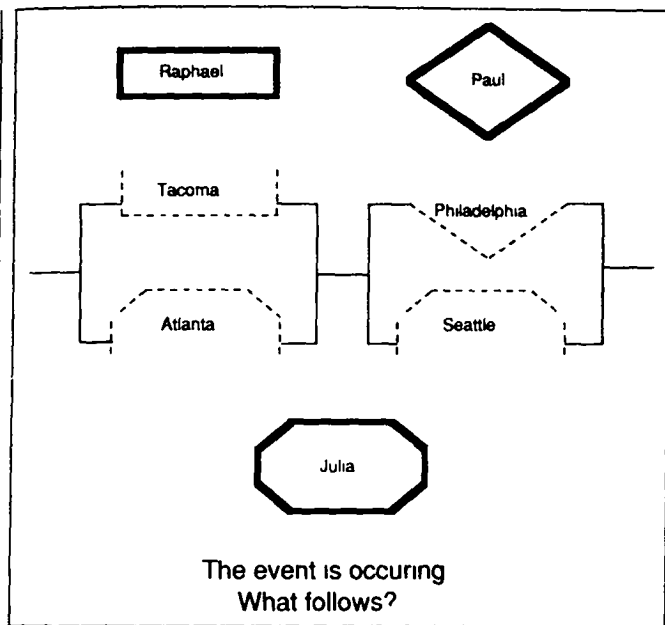 Raphael
Paul
Tacoma
Philadelphia
Atlanta
Seattle
Julia
The event is occuring
What follows?